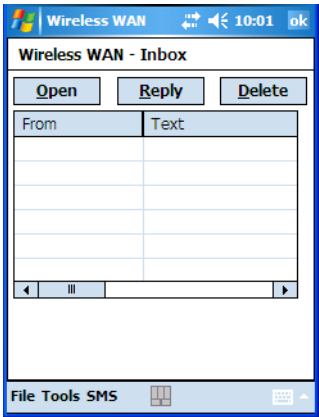 Wireless WAN 10:01 ok
Wireless WAN - Inbox
Open Reply Delete
From Text
File Tools SMS